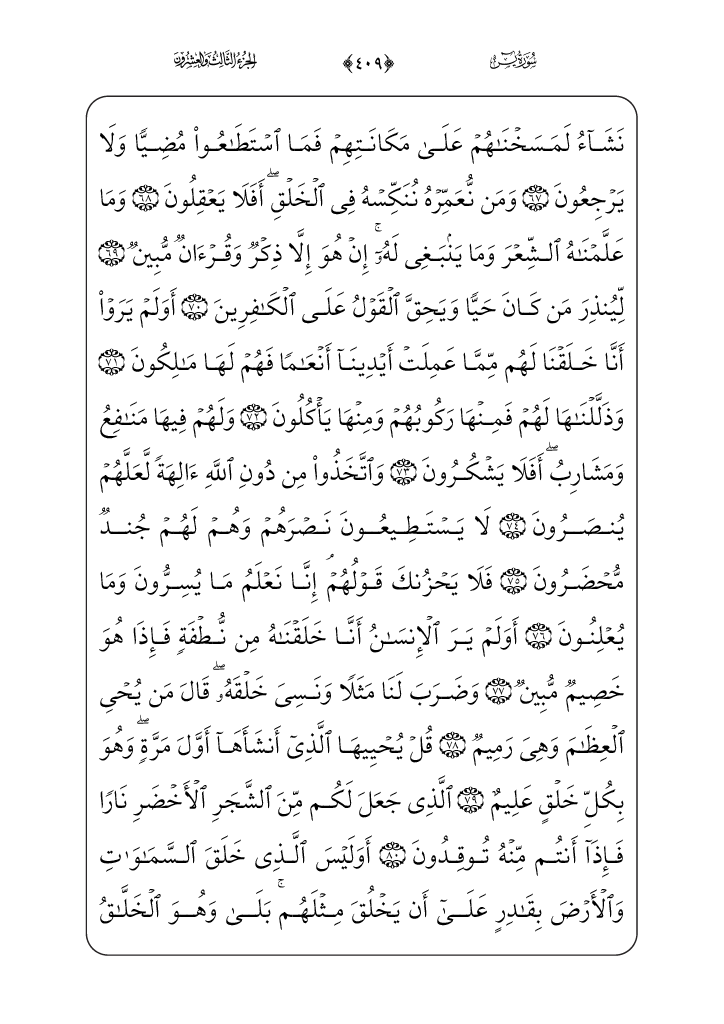 سُورَةُ يسٓ ﴿٤٠٩﴾ الجُزءُ الثَّالِثُ وَالعِشرُونَ
نَشَآءُ لَمَسَخْنَٰهُمْ عَلَىٰ مَكَانَتِهِمْ فَمَا ٱسْتَطَٰعُوا۟ مُضِيًّا وَلَا
يَرْجِعُونَ ٦٧ وَمَن نُّعَمِّرْهُ نُنَكِّسْهُ فِى ٱلْخَلْقِ ۖ أَفَلَا يَعْقِلُونَ ٦٨ وَمَا
عَلَّمْنَٰهُ ٱلشِّعْرَ وَمَا يَنۢبَغِى لَهُۥٓ ۚ إِنْ هُوَ إِلَّا ذِكْرٌ وَقُرْءَانٌ مُّبِينٌ ٦٩
لِّيُنذِرَ مَن كَانَ حَيًّا وَيَحِقَّ ٱلْقَوْلُ عَلَى ٱلْكَٰفِرِينَ ٧٠ أَوَلَمْ يَرَوْا۟
أَنَّا خَلَقْنَا لَهُم مِّمَّا عَمِلَتْ أَيْدِينَآ أَنْعَٰمًا فَهُمْ لَهَا مَٰلِكُونَ ٧١
وَذَلَّلْنَٰهَا لَهُمْ فَمِنْهَا رَكُوبُهُمْ وَمِنْهَا يَأْكُلُونَ ٧٢ وَلَهُمْ فِيهَا مَنَٰفِعُ
وَمَشَارِبُ ۖ أَفَلَا يَشْكُرُونَ ٧٣ وَٱتَّخَذُوا۟ مِن دُونِ ٱللَّهِ ءَالِهَةً لَّعَلَّهُمْ
يُنصَرُونَ ٧٤ لَا يَسْتَطِيعُونَ نَصْرَهُمْ وَهُمْ لَهُمْ جُندٌ
مُّحْضَرُونَ ٧٥ فَلَا يَحْزُنكَ قَوْلُهُمْ ۘ إِنَّا نَعْلَمُ مَا يُسِرُّونَ وَمَا
يُعْلِنُونَ ٧٦ أَوَلَمْ يَرَ ٱلْإِنسَٰنُ أَنَّا خَلَقْنَٰهُ مِن نُّطْفَةٍ فَإِذَا هُوَ
خَصِيمٌ مُّبِينٌ ٧٧ وَضَرَبَ لَنَا مَثَلًا وَنَسِىَ خَلْقَهُۥ ۖ قَالَ مَن يُحْىِ
ٱلْعِظَٰمَ وَهِىَ رَمِيمٌ ٧٨ قُلْ يُحْيِيهَا ٱلَّذِىٓ أَنشَأَهَآ أَوَّلَ مَرَّةٍ ۖ وَهُوَ
بِكُلِّ خَلْقٍ عَلِيمٌ ٧٩ ٱلَّذِى جَعَلَ لَكُم مِّنَ ٱلشَّجَرِ ٱلْأَخْضَرِ نَارًا
فَإِذَآ أَنتُم مِّنْهُ تُوقِدُونَ ٨٠ أَوَلَيْسَ ٱلَّذِى خَلَقَ ٱلسَّمَٰوَٰتِ
وَٱلْأَرْضَ بِقَٰدِرٍ عَلَىٰٓ أَن يَخْلُقَ مِثْلَهُم ۚ بَلَىٰ وَهُوَ ٱلْخَلَّٰقُ